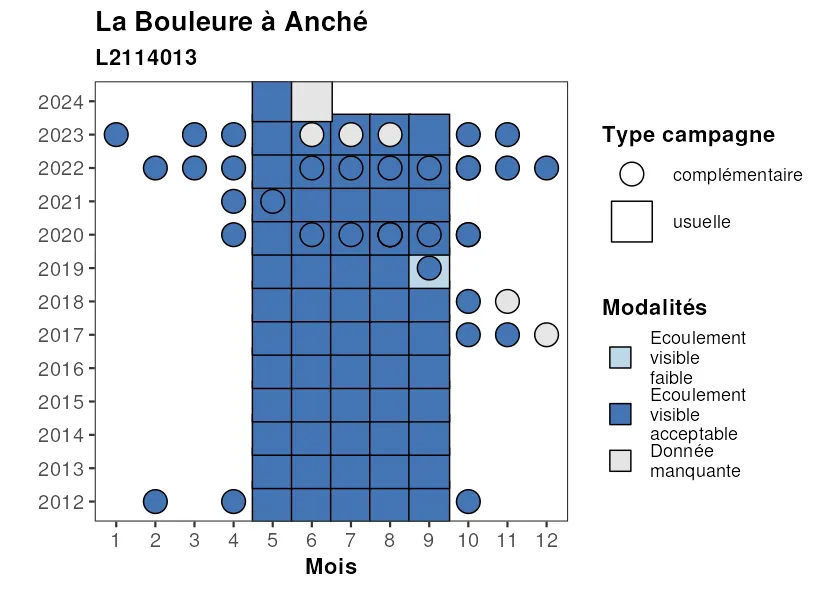 La Bouleure à Anché
L2114013
2024
2023
2022
2021
2020
2019
2018
2017
2016
2015
2014
2013
2012
1 2 3 4 5 6 7 8 9 10 11 12
Mois
Type campagne
complémentaire
usuelle
Modalités
Ecoulement
visible
faible
Ecoulement
visible
acceptable
Donnée
manquante